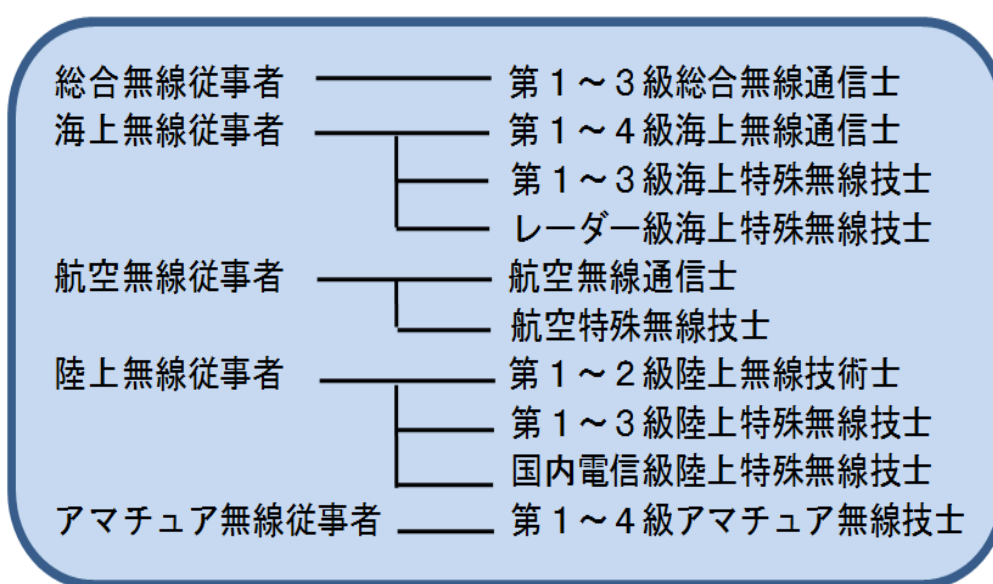 総合無線従事者 第1～3級総合無線通信士
海上無線従事者 第1～4級海上無線通信士
第1～3級海上特殊無線技士
レーダー級海上特殊無線技士
航空無線従事者 航空無線通信士
航空特殊無線技士
陸上無線従事者 第1～2級陸上無線技術士
第1～3級陸上特殊無線技士
国内電信級陸上特殊無線技士
アマチュア無線従事者 第1～4級アマチュア無線技士